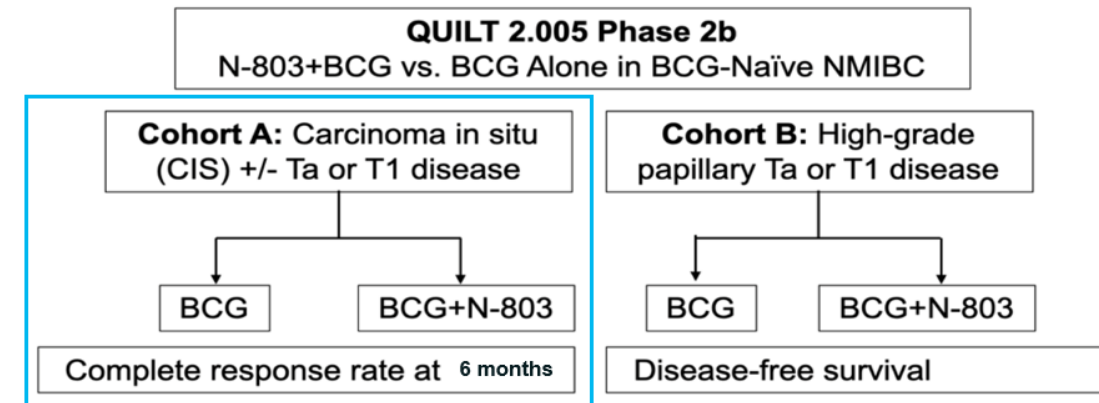 QUILT 2.005 Phase 2b
N-803+BCG vs. BCG Alone in BCG-Naïve NMIBC
Cohort A: Carcinoma in situ
(CIS) +/- Ta or T1 disease
Cohort B: High-grade
papillary Ta or T1 disease
BCG
BCG+N-803
BCG
BCG+N-803
Complete response rate at 6 months
Disease-free survival